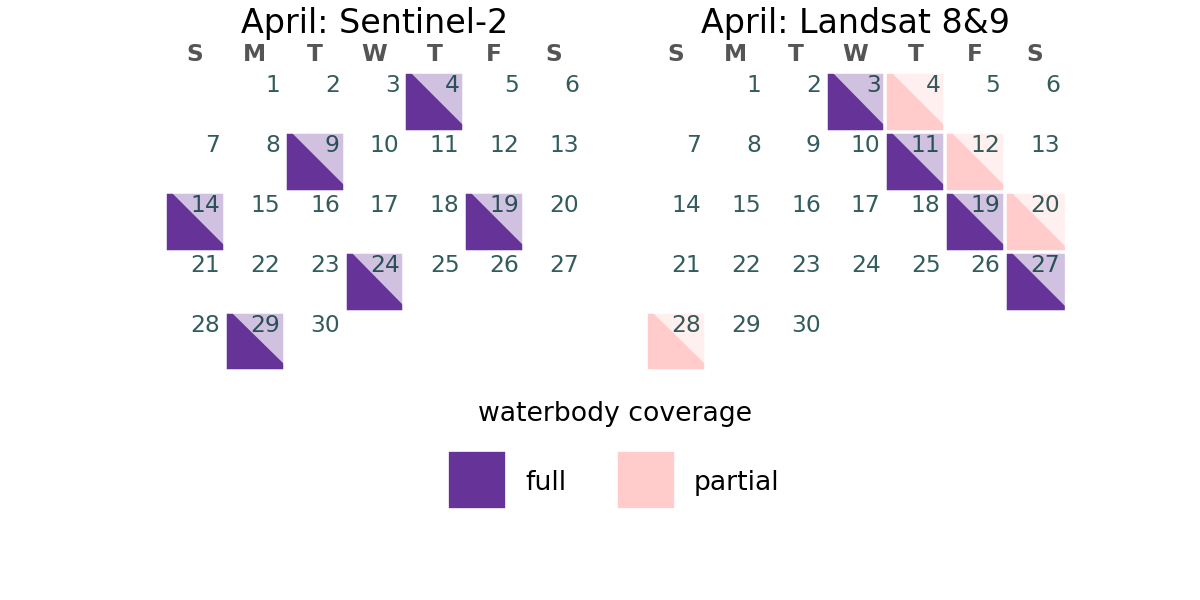 April: Sentinel-2
S M T W T F S
1 2 3 4 5 6
7 8 9 10 11 12 13
14 15 16 17 18 19 20
21 22 23 24 25 26 27
28 29 30
April: Landsat 8&9
S M T W T F S
1 2 3 4 5 6
7 8 9 10 11 12 13
14 15 16 17 18 19 20
21 22 23 24 25 26 27
28 29 30
waterbody coverage
full partial